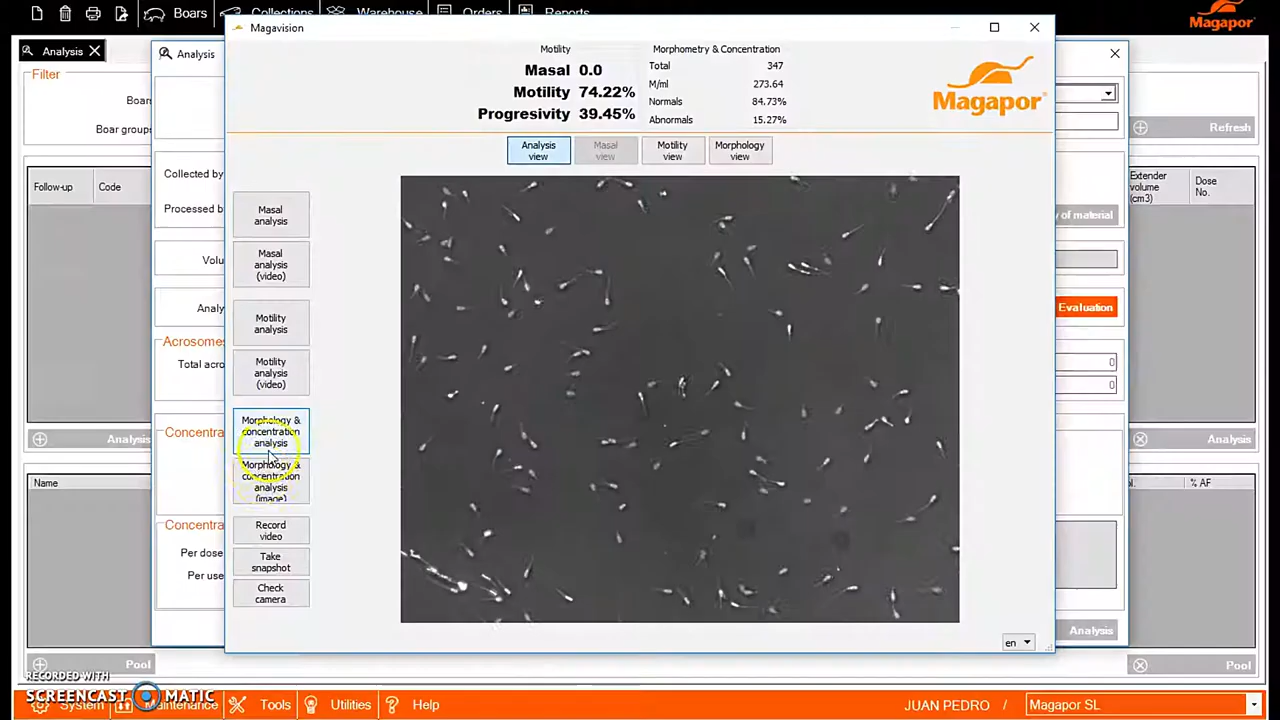 Boars
Collections
Warehouse
Orders
Reports
Magapor
Analysis
Analysis
Magavision
Filter
Boars
Boar groups
Follow-up
Code
Collected by
Processed b
Volu
Analy
Acrosomes
Total acro
Concentra
Analysis
Name
Concentra
Per dose
Per use
Pool
Motility
Masal 0.0
Motility 74.22%
Progresivity 39.45%
Morphometry & Concentration
Total 347
M/ml 273.64
Normals 84.73%
Abnormals 15.27%
Magapor®
Analysis view
Masal view
Motility view
Morphology view
Masal analysis
Masal analysis (video)
Motility analysis
Motility analysis (video)
Morphology & concentration analysis
Morphology & concentration analysis (image)
Record video
Take snapshot
Check camera
en
Refresh
Extender volume (cm3)
Dose No.
y of material
Evaluation
0
0
Analysis
Analysis
% AF
Pool
RECORDED WITH
SCREENCAST MATIC
System
Maintenance
Tools
Utilities
Help
JUAN PEDRO / Magapor SL